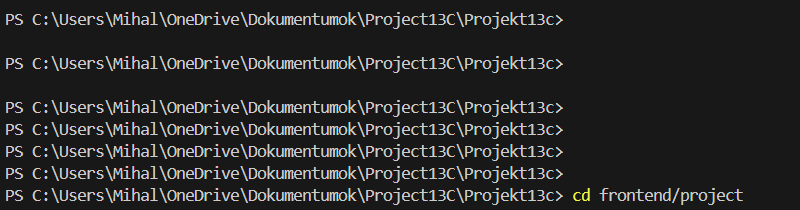 PS C:\Users\Mihal\OneDrive\Dokumentumok\Project13C\Projekt13c>
PS C:\Users\Mihal\OneDrive\Dokumentumok\Project13C\Projekt13c>
PS C:\Users\Mihal\OneDrive\Dokumentumok\Project13C\Projekt13c>
PS C:\Users\Mihal\OneDrive\Dokumentumok\Project13C\Projekt13c>
PS C:\Users\Mihal\OneDrive\Dokumentumok\Project13C\Projekt13c>
PS C:\Users\Mihal\OneDrive\Dokumentumok\Project13C\Projekt13c>
PS C:\Users\Mihal\OneDrive\Dokumentumok\Project13C\Projekt13c> cd frontend/project